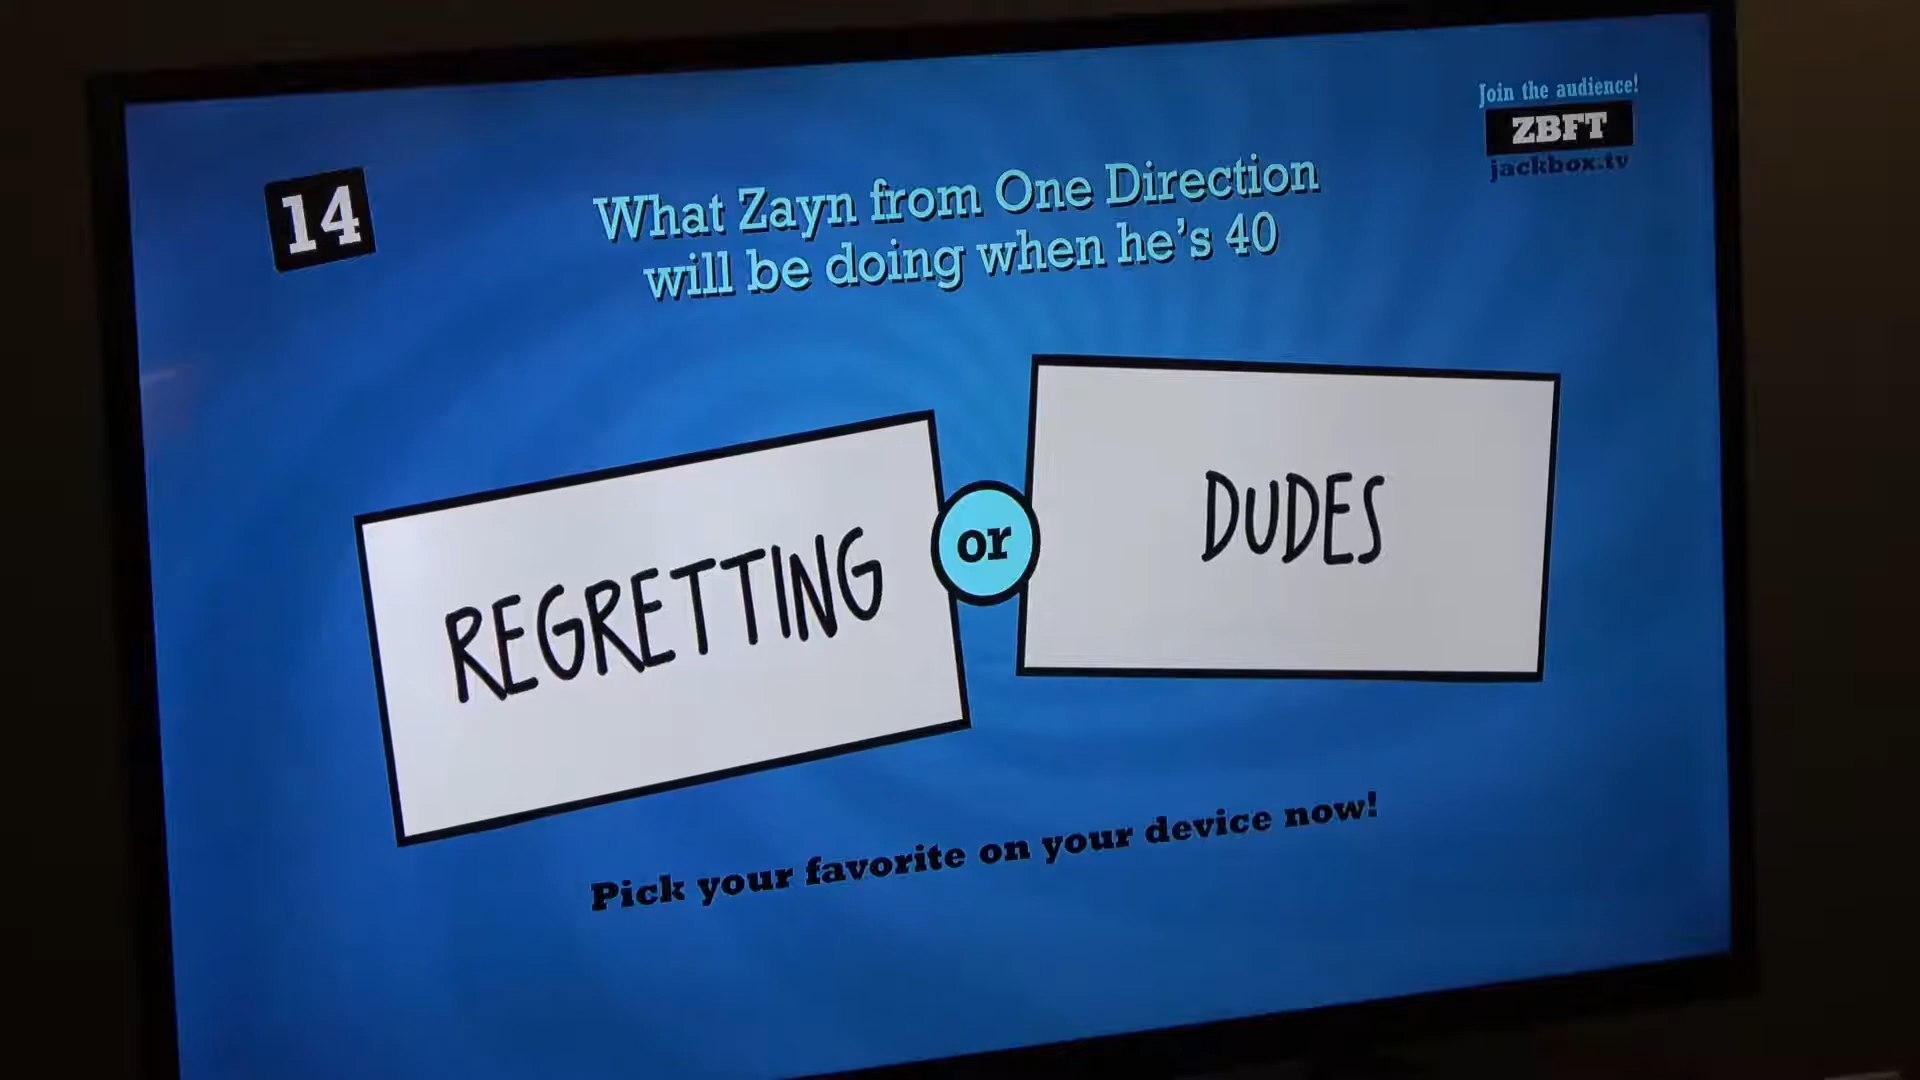 Join the audience!
ZBFT
jackbox.tv
14
What Zayn from One Direction
will be doing when he's 40
REGRETTING
or
DUDES
Pick your favorite on your device now!